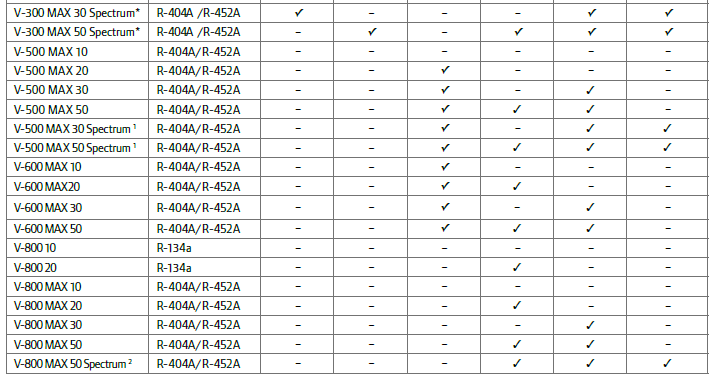 V-300 MAX 30 Spectrum* R-404A /R-452A ✓ – – – ✓ ✓
V-300 MAX 50 Spectrum* R-404A /R-452A – ✓ – ✓ ✓ ✓
V-500 MAX 10 R-404A/R-452A – – – – – –
V-500 MAX 20 R-404A/R-452A – – ✓ – – –
V-500 MAX 30 R-404A/R-452A – – ✓ – ✓ –
V-500 MAX 50 R-404A/R-452A – – ✓ ✓ ✓ –
V-500 MAX 30 Spectrum ¹ R-404A/R-452A – – ✓ – ✓ ✓
V-500 MAX 50 Spectrum ¹ R-404A/R-452A – – ✓ ✓ ✓ ✓
V-600 MAX 10 R-404A/R-452A – – ✓ – – –
V-600 MAX20 R-404A/R-452A – – ✓ ✓ – –
V-600 MAX 30 R-404A/R-452A – – ✓ – ✓ –
V-600 MAX 50 R-404A/R-452A – – ✓ ✓ ✓ –
V-800 10 R-134a – – – – – –
V-800 20 R-134a – – – ✓ – –
V-800 MAX 10 R-404A/R-452A – – – – – –
V-800 MAX 20 R-404A/R-452A – – – ✓ – –
V-800 MAX 30 R-404A/R-452A – – – – ✓ –
V-800 MAX 50 R-404A/R-452A – – – ✓ ✓ –
V-800 MAX 50 Spectrum ² R-404A/R-452A – – – ✓ ✓ ✓